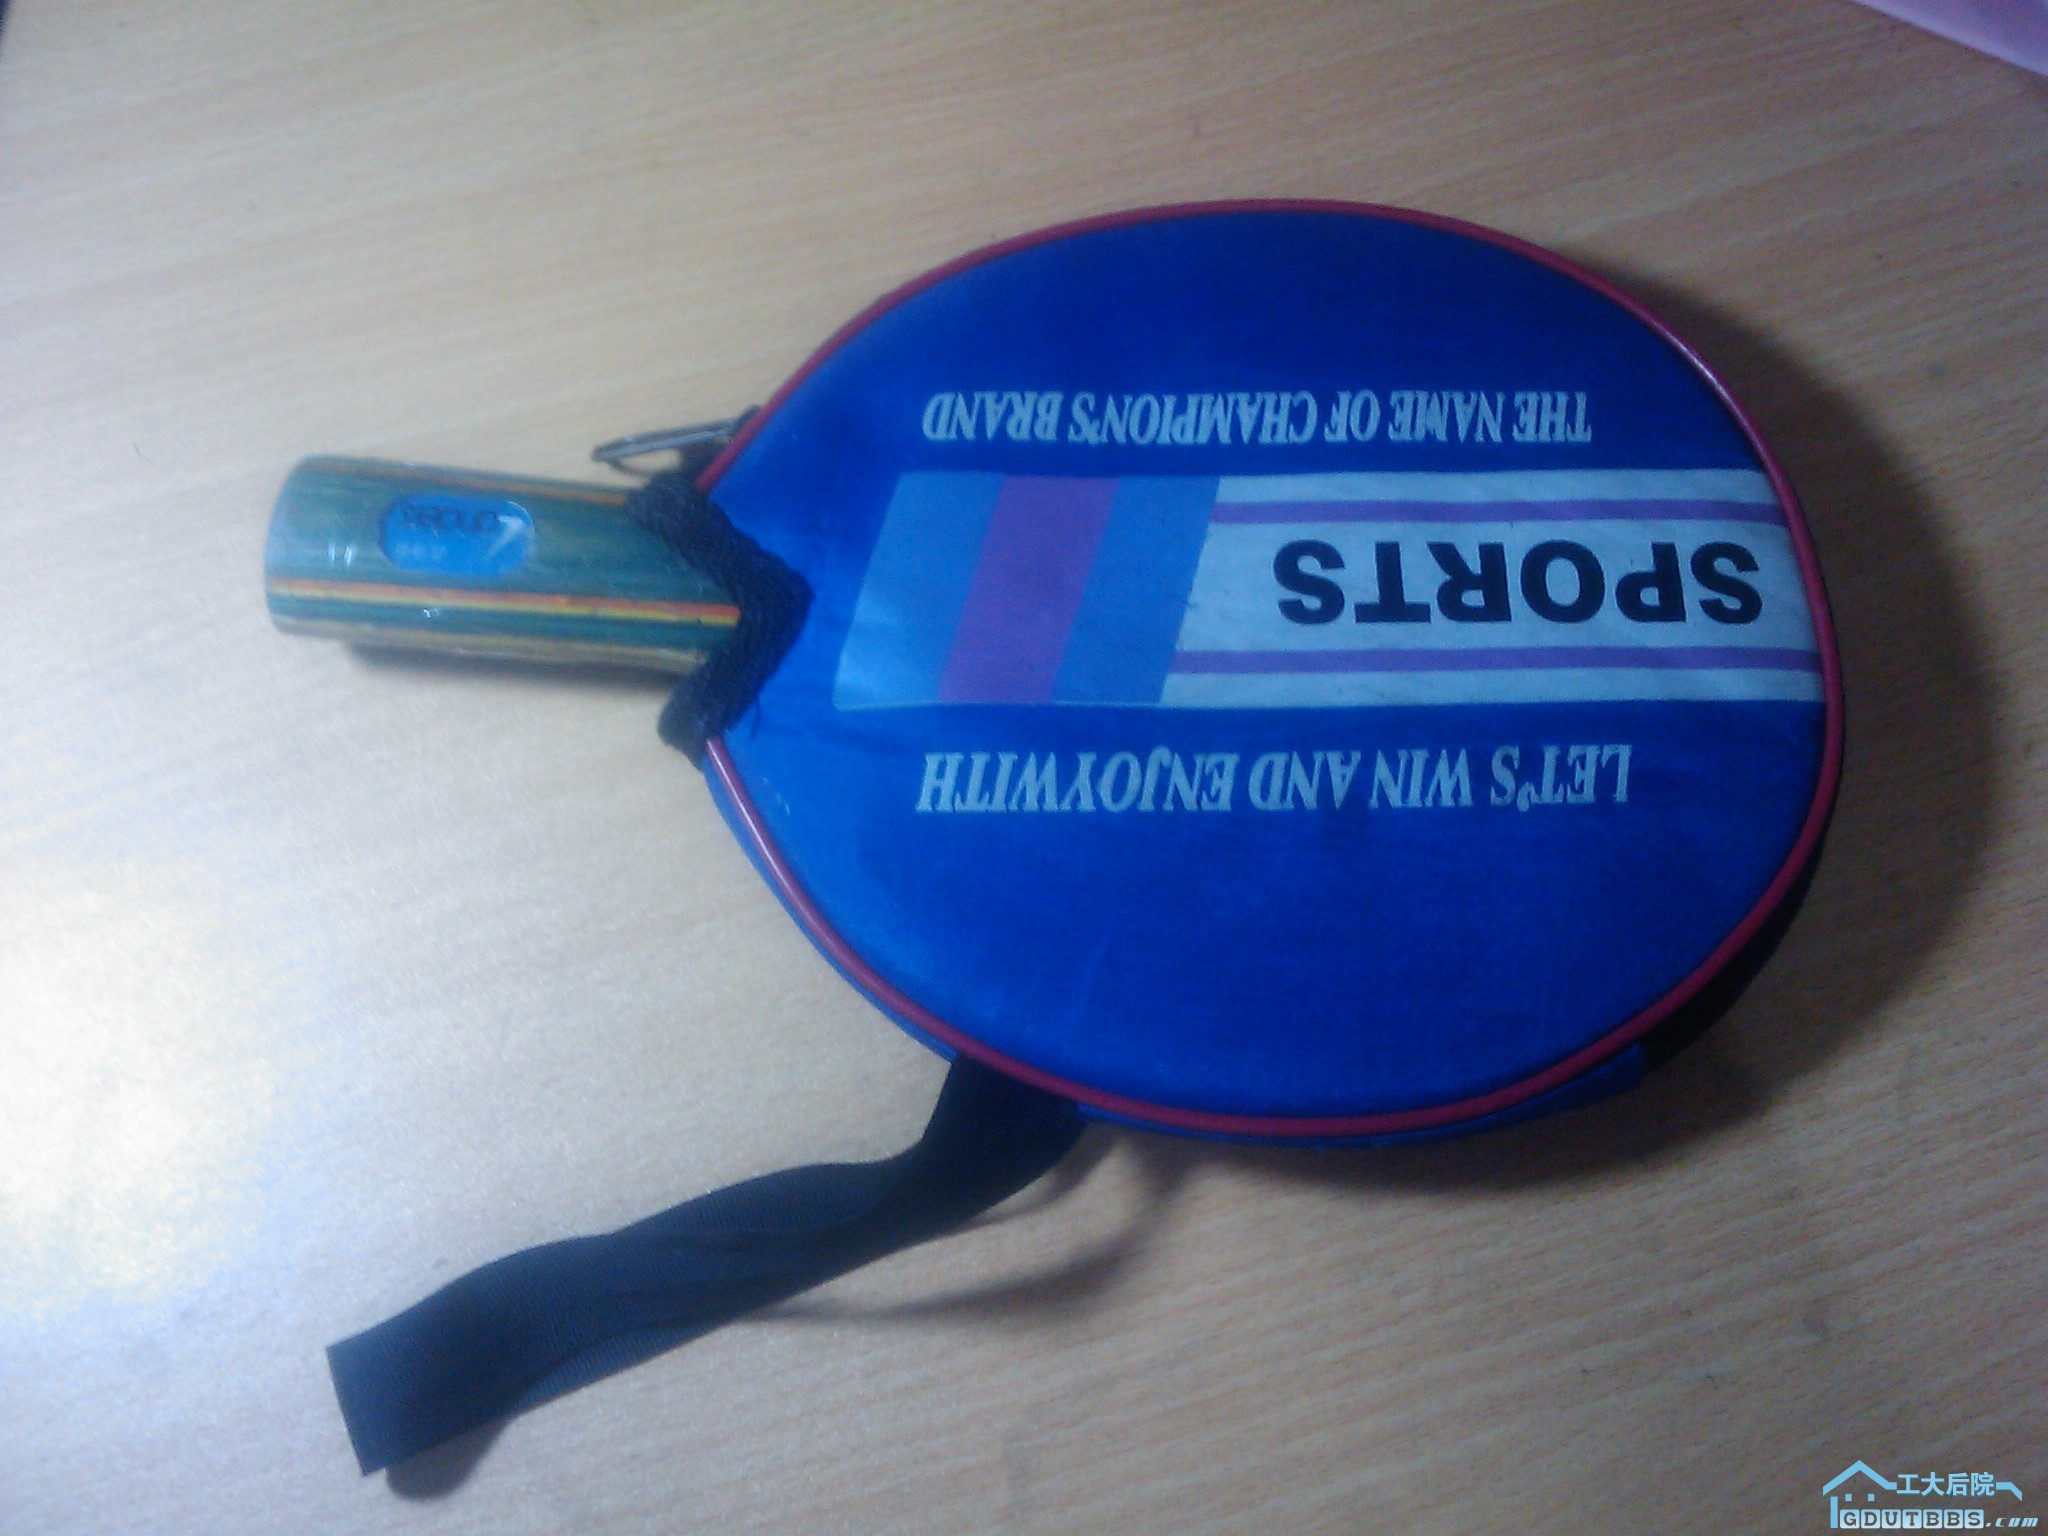 LET'S WIN AND ENJOYWITH
SPORTS
THE NAME OF CHAMPION'S BRAND
工大后院
GDUTBBS.com